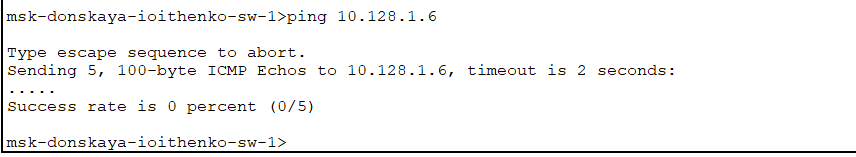 msk-donskaya-ioithenko-sw-1>ping 10.128.1.6
Type escape sequence to abort.
Sending 5, 100-byte ICMP Echos to 10.128.1.6, timeout is 2 seconds:
.....
Success rate is 0 percent (0/5)
msk-donskaya-ioithenko-sw-1>